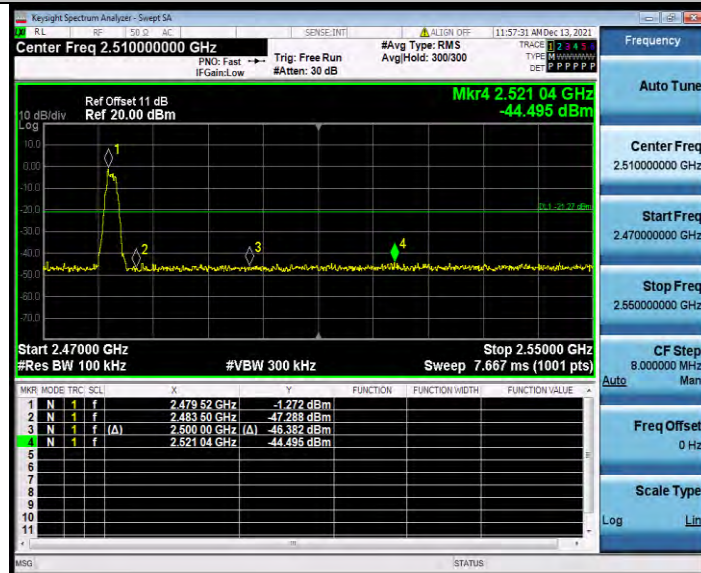 Keysight Spectrum Analyzer - Swept SA
LXI RL RF 50 Ω AC SENSE:INT ALIGN OFF 11:57:31 AM Dec 13, 2021
Center Freq 2.510000000 GHz
PNO: Fast
IFGain:Low
Trig: Free Run
#Atten: 30 dB
#Avg Type: RMS
Avg|Hold: 300/300
TRACE 1 2 3 4 5 6
TYPE M WWWWW
DET P P P P P P
Ref Offset 11 dB
10 dB/div Ref 20.00 dBm
Log
Mkr4 2.521 04 GHz
-44.495 dBm
10.0
0.00
-10.0
-20.0
-30.0
-40.0
-50.0
-60.0
-70.0
1
2
3
4
DL1 -21.27 dBm
Start 2.47000 GHz Stop 2.55000 GHz
#Res BW 100 kHz #VBW 300 kHz Sweep 7.667 ms (1001 pts)
MKR MODE TRC SCL X Y FUNCTION FUNCTION WIDTH FUNCTION VALUE
1 N 1 f 2.479 52 GHz -1.272 dBm
2 N 1 f 2.483 50 GHz -47.288 dBm
3 N 1 f (Δ) 2.500 00 GHz (Δ) -46.382 dBm
4 N 1 f 2.521 04 GHz -44.495 dBm
5
6
7
8
9
10
11
MSG STATUS
Frequency
Auto Tune
Center Freq
2.510000000 GHz
Start Freq
2.470000000 GHz
Stop Freq
2.550000000 GHz
CF Step
8.000000 MHz
Auto Man
Freq Offset
0 Hz
Scale Type
Log Lin